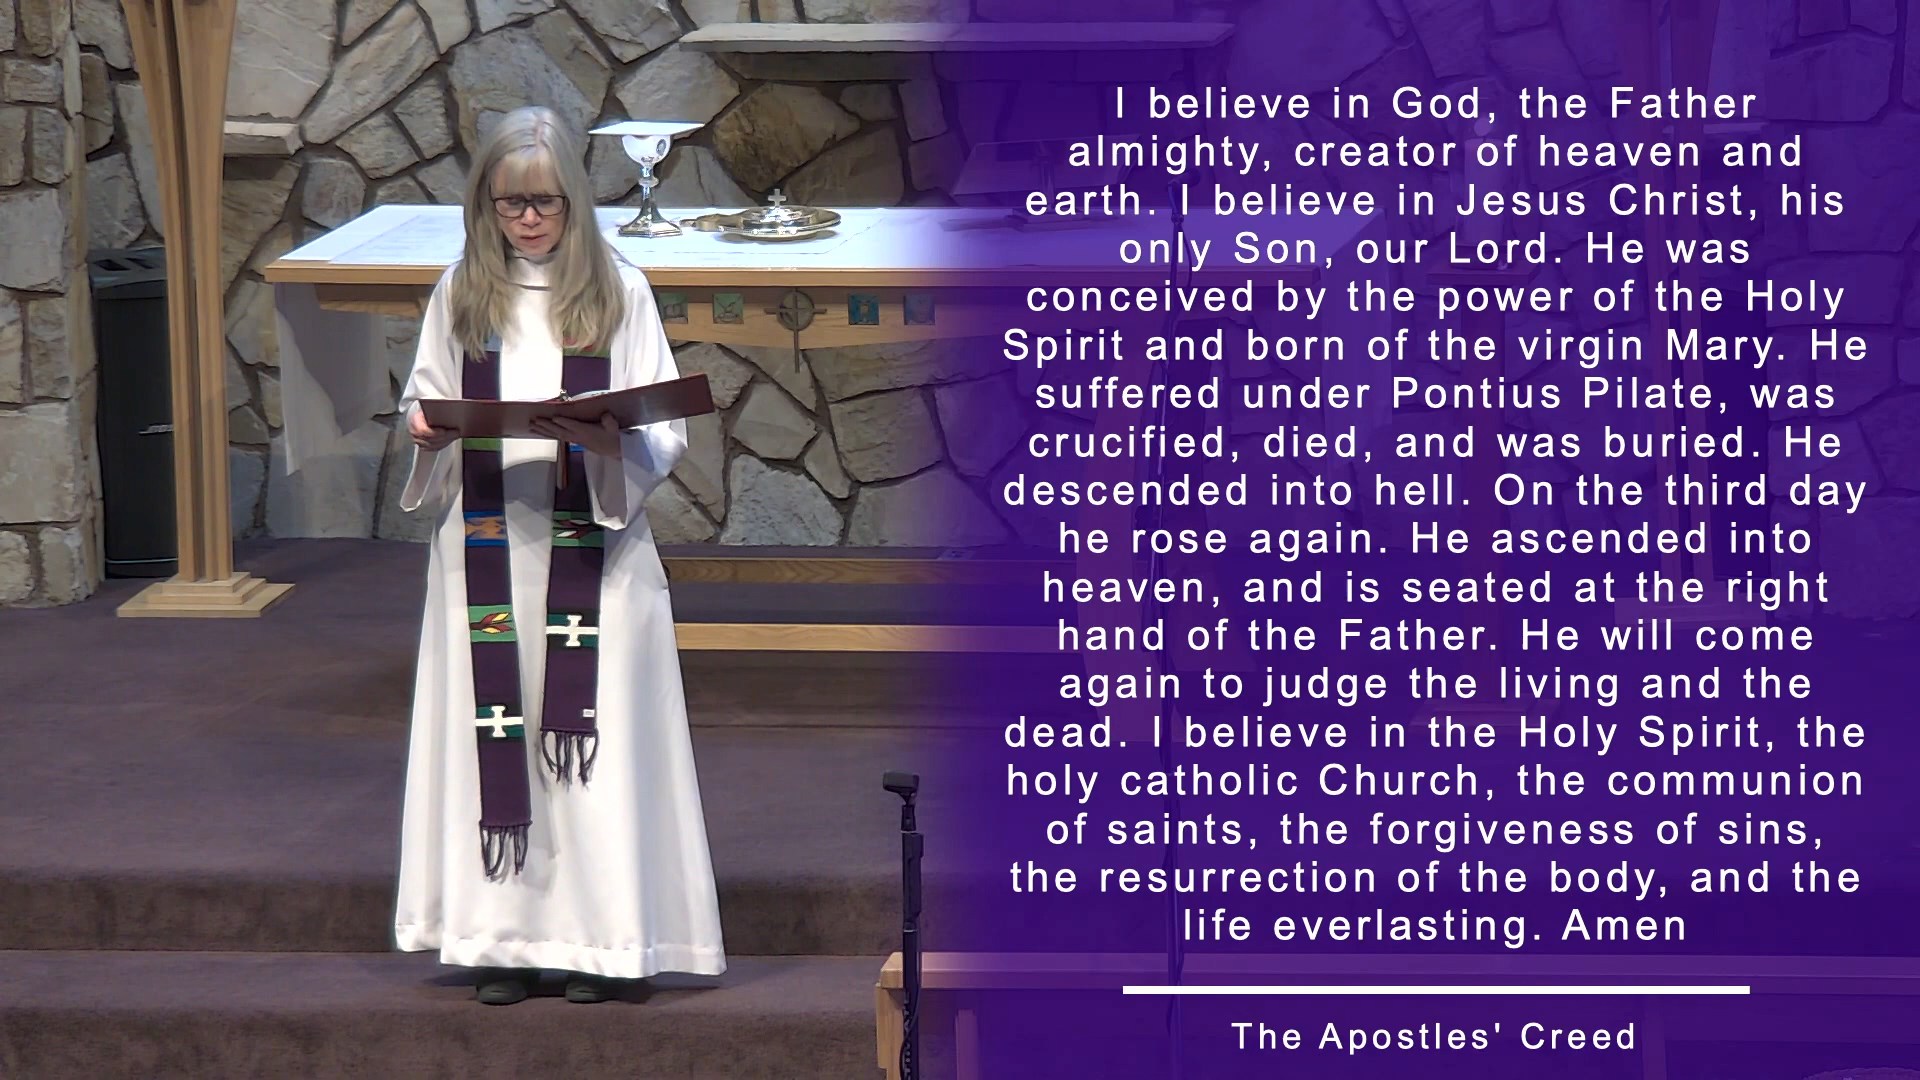 I believe in God, the Father
almighty, creator of heaven and
earth. I believe in Jesus Christ, his
only Son, our Lord. He was
conceived by the power of the Holy
Spirit and born of the virgin Mary. He
suffered under Pontius Pilate, was
crucified, died, and was buried. He
descended into hell. On the third day
he rose again. He ascended into
heaven, and is seated at the right
hand of the Father. He will come
again to judge the living and the
dead. I believe in the Holy Spirit, the
holy catholic Church, the communion
of saints, the forgiveness of sins,
the resurrection of the body, and the
life everlasting. Amen
The Apostles' Creed